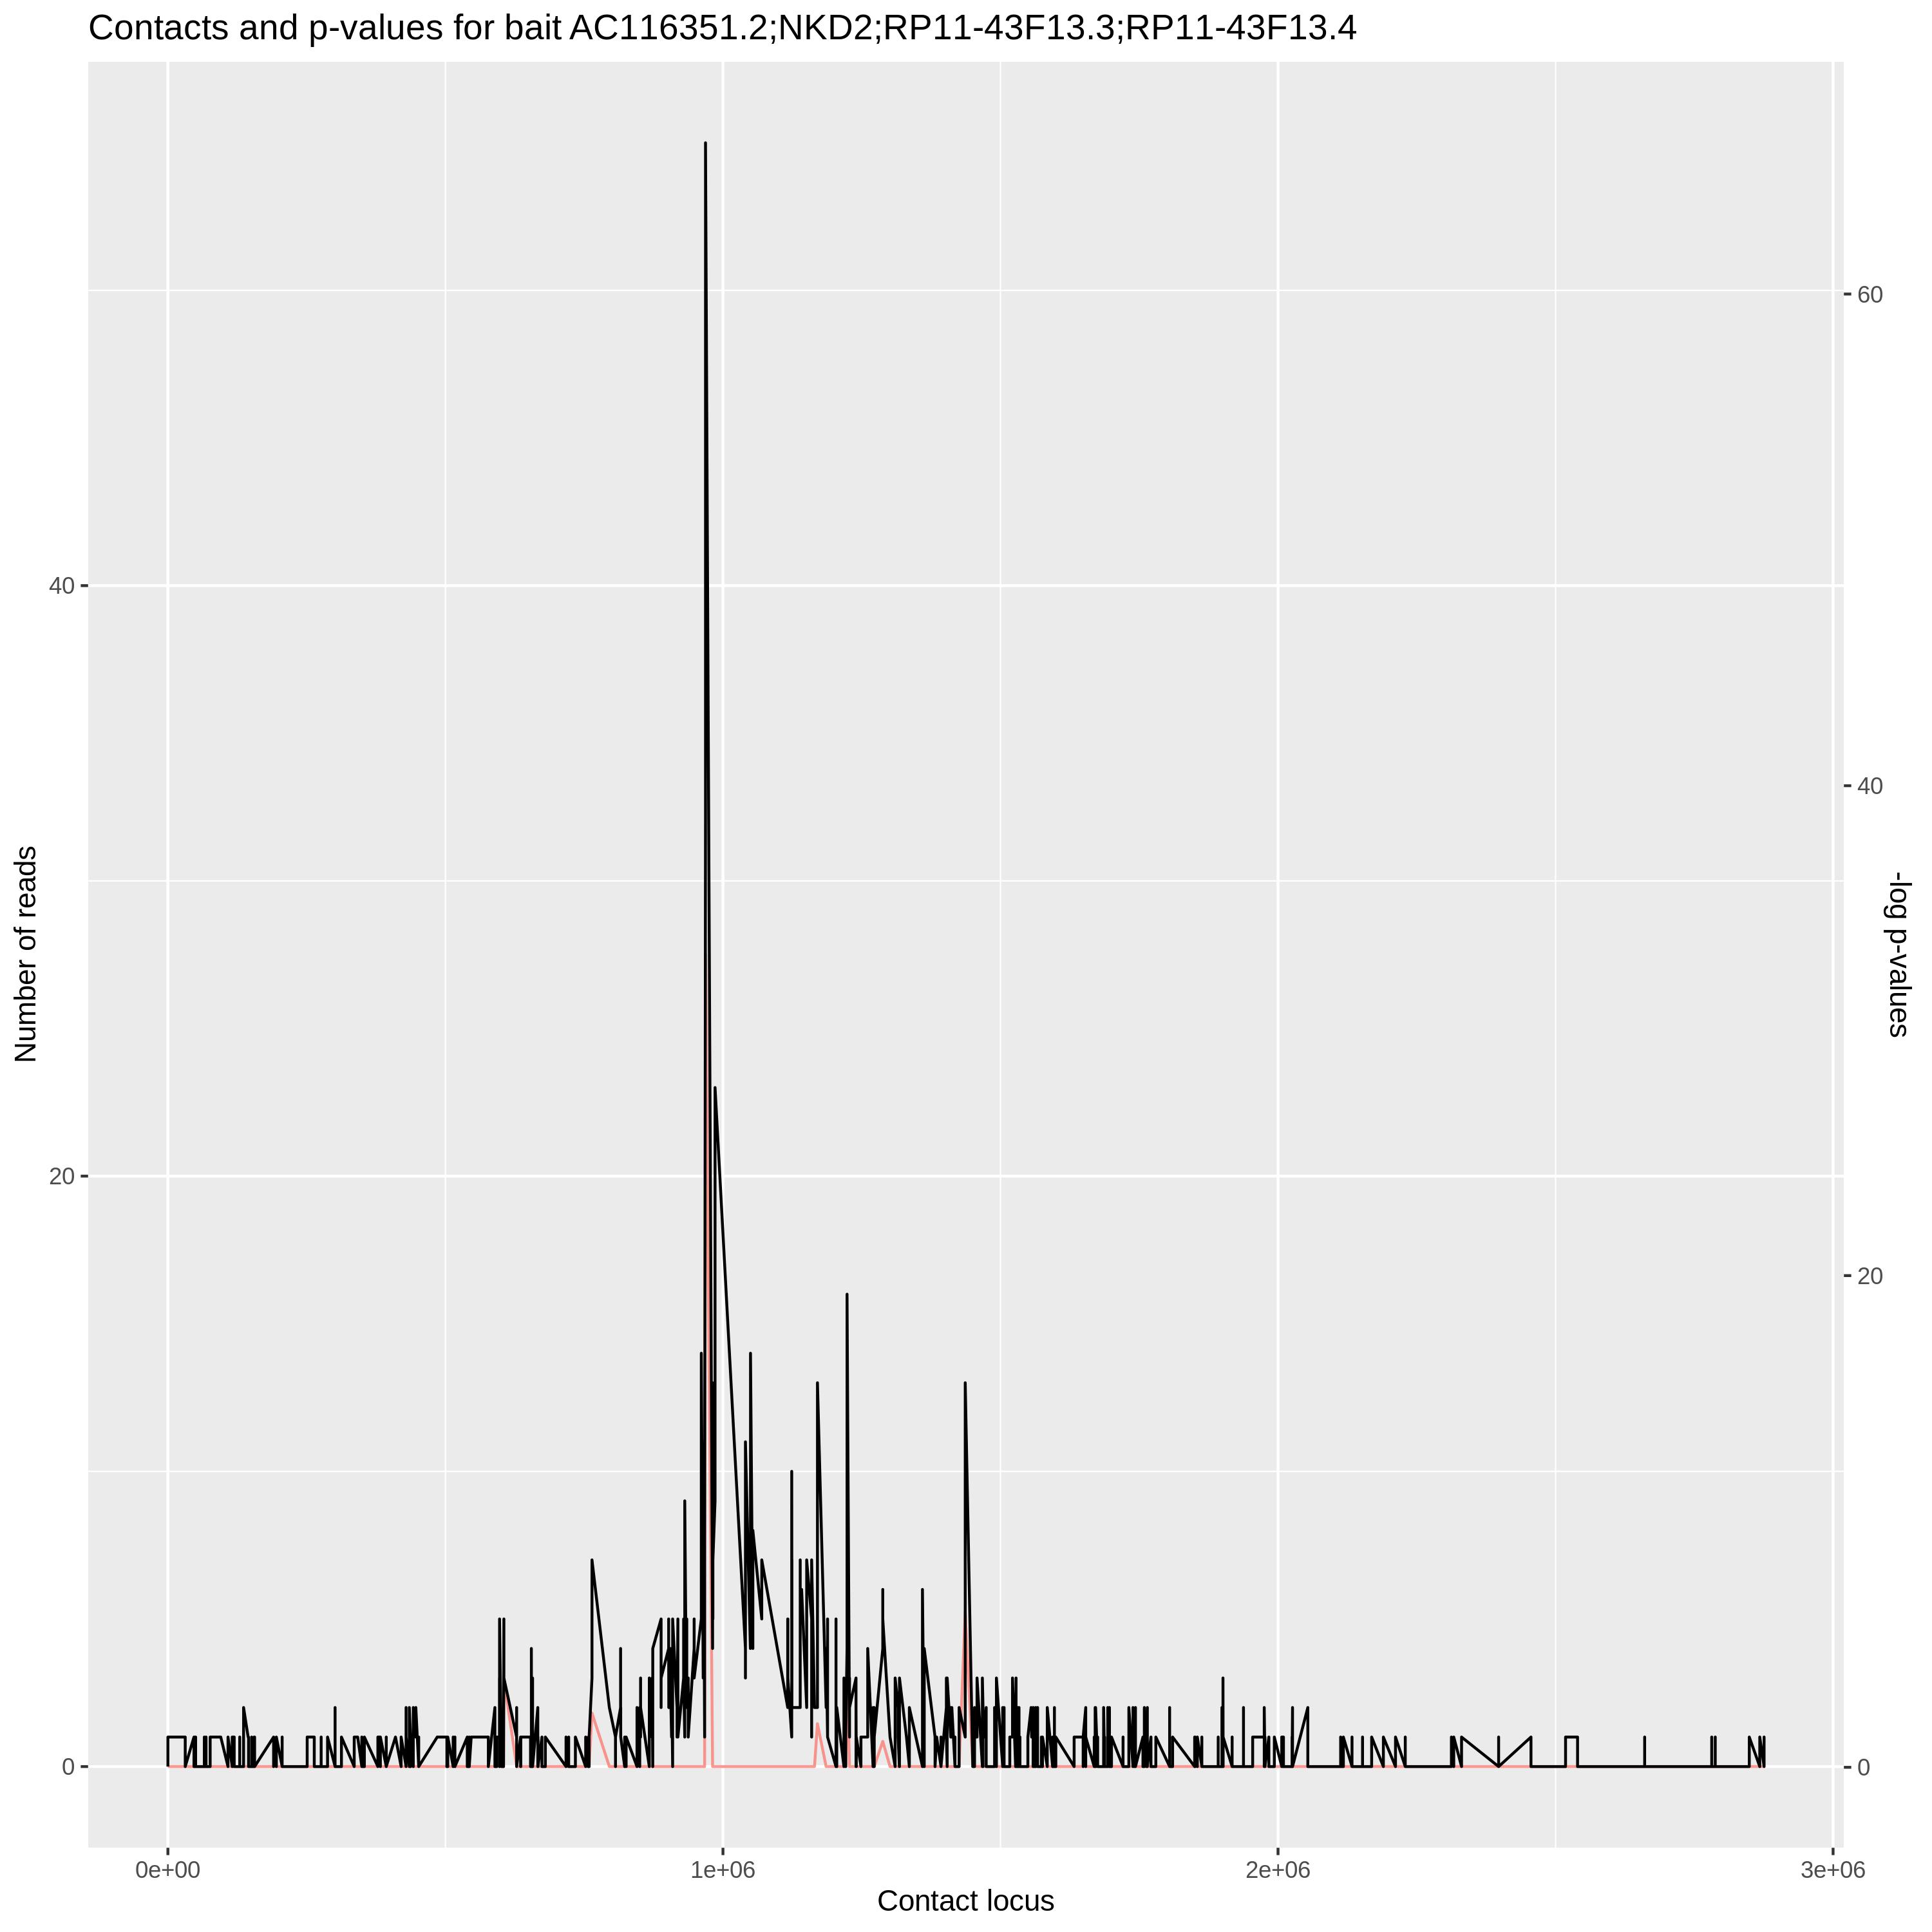 Contacts and p-values for bait AC116351.2;NKD2;RP11-43F13.3;RP11-43F13.4
Number of reads
40
20
0
60
40
20
0
-log p-values
0e+00
1e+06
2e+06
3e+06
Contact locus